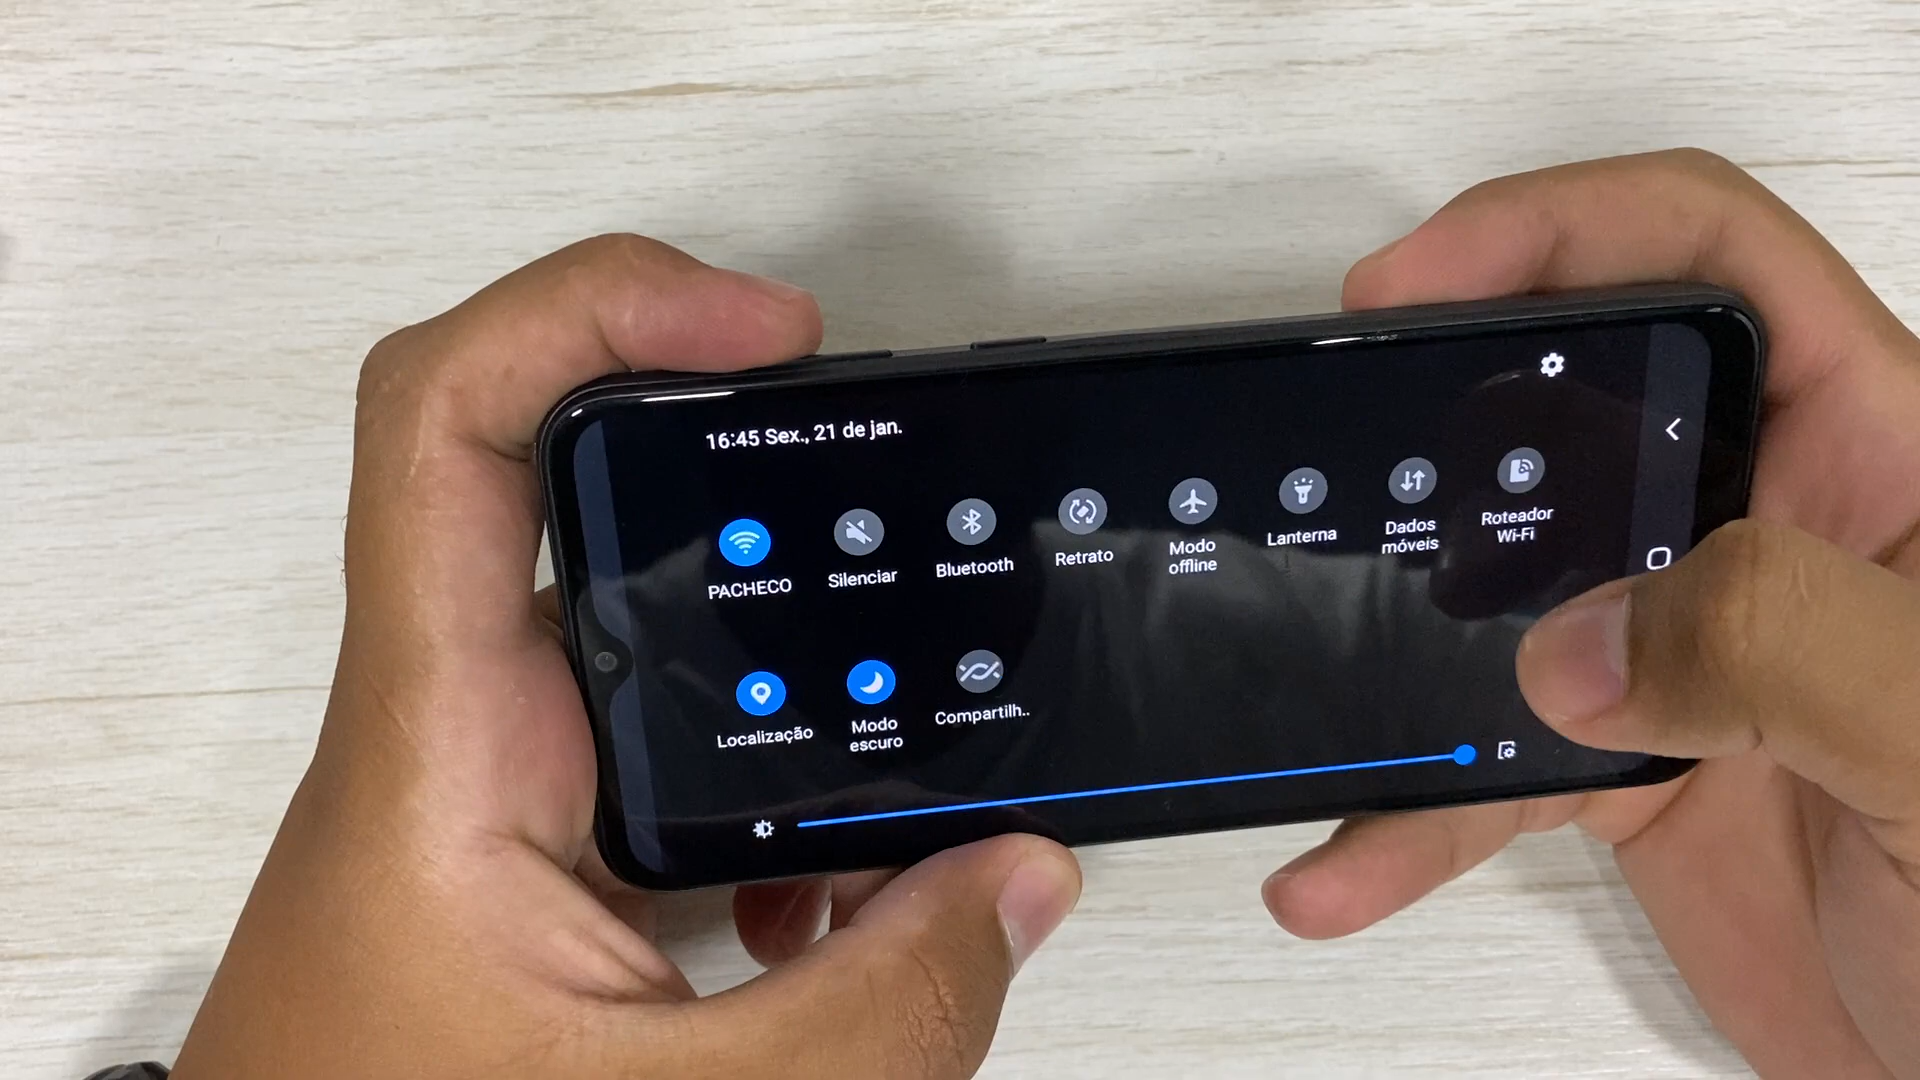 16:45 Sex., 21 de jan.
PACHECO
Silenciar
Bluetooth
Retrato
Modo
offline
Lanterna
Dados
móveis
Roteador
Wi-Fi
Localização
Modo
escuro
Compartilh..